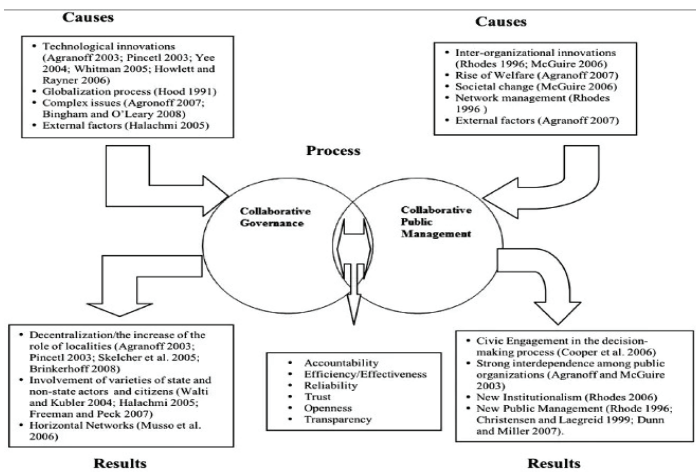 Causes
• Technological innovations
(Agranoff 2003; Pincetl 2003; Yee
2004; Whitman 2005; Howlett and
Rayner 2006)
• Globalization process (Hood 1991)
• Complex issues (Agronoff 2007;
Bingham and O'Leary 2008)
• External factors (Halachmi 2005)
Causes
• Inter-organizational innovations
(Rhodes 1996; McGuire 2006)
• Rise of Welfare (Agranoff 2007)
• Societal change (McGuire 2006)
• Network management (Rhodes
1996 )
• External factors (Agranoff 2007)
Process
Collaborative
Governance
Collaborative
Public
Management
• Decentralization/the increase of the
role of localities (Agranoff 2003;
Pincetl 2003; Skelcher et al. 2005;
Brinkerhoff 2008)
• Involvement of varieties of state and
non-state actors and citizens (Walti
and Kubler 2004; Halachmi 2005;
Freeman and Peck 2007)
• Horizontal Networks (Musso et al.
2006)
Results
• Accountability
• Efficiency/Effectiveness
• Reliability
• Trust
• Openness
• Transparency
• Civic Engagement in the decision-
making process (Cooper et al. 2006)
• Strong interdependence among public
organizations (Agranoff and McGuire
2003)
• New Institutionalism (Rhodes 2006)
• New Public Management (Rhode 1996;
Christensen and Laegreid 1999; Dunn
and Miller 2007).
Results